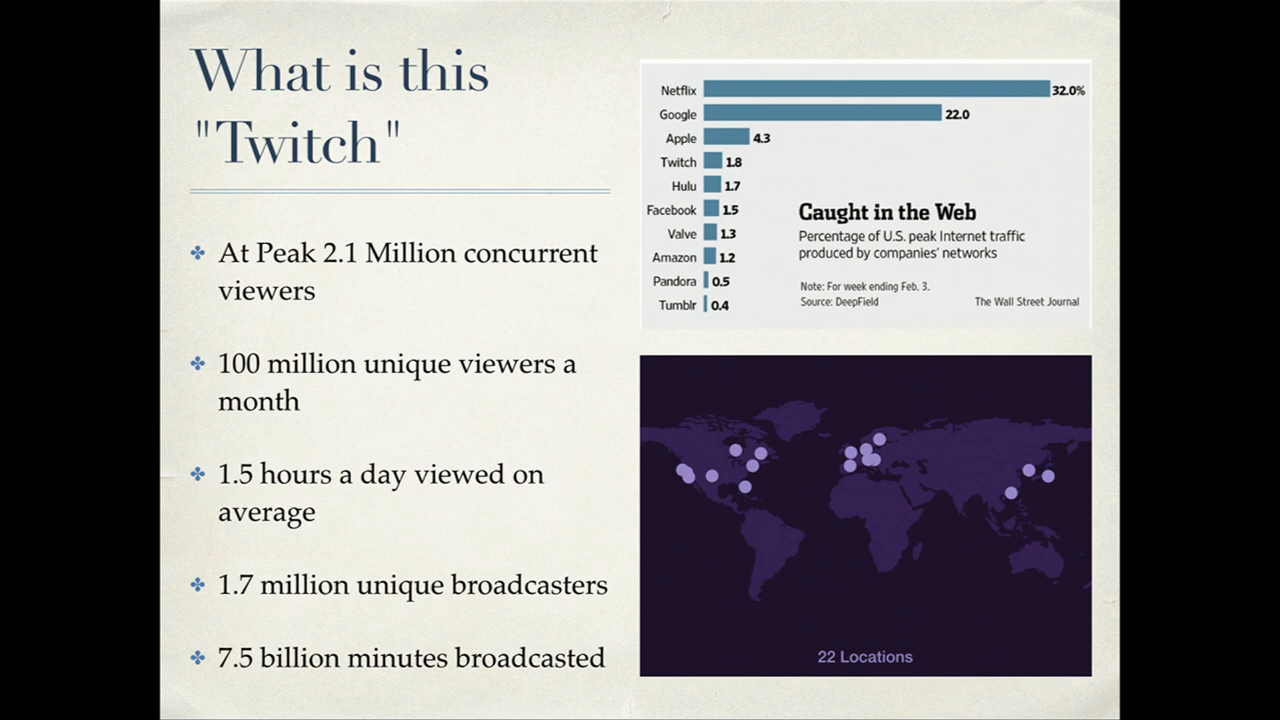 What is this
"Twitch"
At Peak 2.1 Million concurrent
viewers
100 million unique viewers a
month
1.5 hours a day viewed on
average
1.7 million unique broadcasters
7.5 billion minutes broadcasted
Netflix 32.0%
Google 22.0
Apple 4.3
Twitch 1.8
Hulu 1.7
Facebook 1.5
Valve 1.3
Amazon 1.2
Pandora 0.5
Tumblr 0.4
Caught in the Web
Percentage of U.S. peak Internet traffic
produced by companies' networks
Note: For week ending Feb. 3.
Source: DeepField The Wall Street Journal
22 Locations